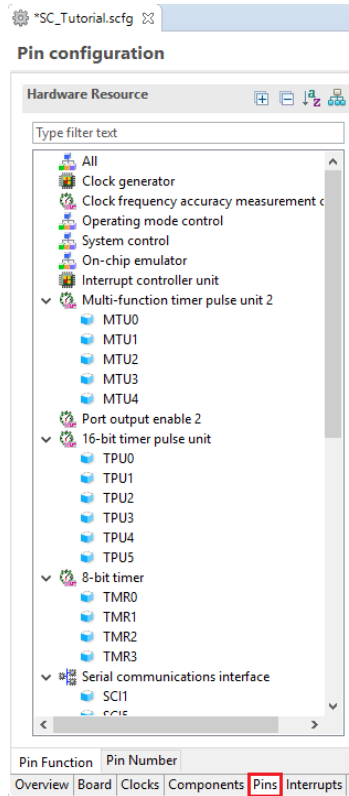 *SC_Tutorial.scfg
Pin configuration
Hardware Resource
Type filter text
All
Clock generator
Clock frequency accuracy measurement c
Operating mode control
System control
On-chip emulator
Interrupt controller unit
Multi-function timer pulse unit 2
MTU0
MTU1
MTU2
MTU3
MTU4
Port output enable 2
16-bit timer pulse unit
TPU0
TPU1
TPU2
TPU3
TPU4
TPU5
8-bit timer
TMR0
TMR1
TMR2
TMR3
Serial communications interface
SCI1
SCI5
Pin Function Pin Number
Overview Board Clocks Components Pins Interrupts